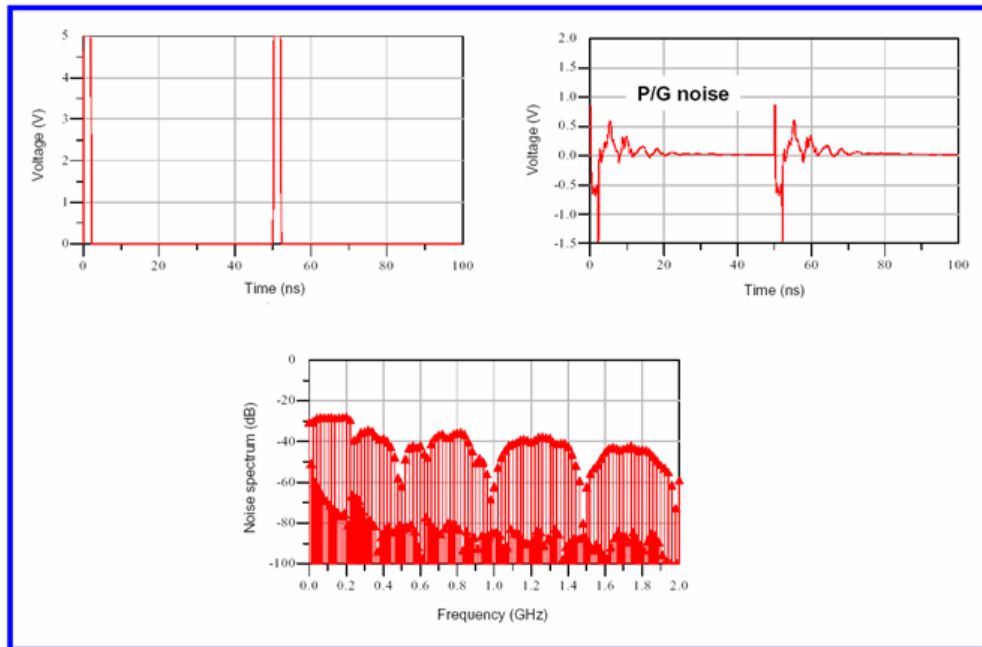 Voltage (V)
5
4
3
2
1
0
0 20 40 60 80 100
Time (ns)
Voltage (V)
2.0
1.5
1.0
0.5
0.0
-0.5
-1.0
-1.5
P/G noise
0 20 40 60 80 100
Time (ns)
Noise spectrum (dB)
0
-20
-40
-60
-80
-100
0.0 0.2 0.4 0.6 0.8 1.0 1.2 1.4 1.6 1.8 2.0
Frequency (GHz)